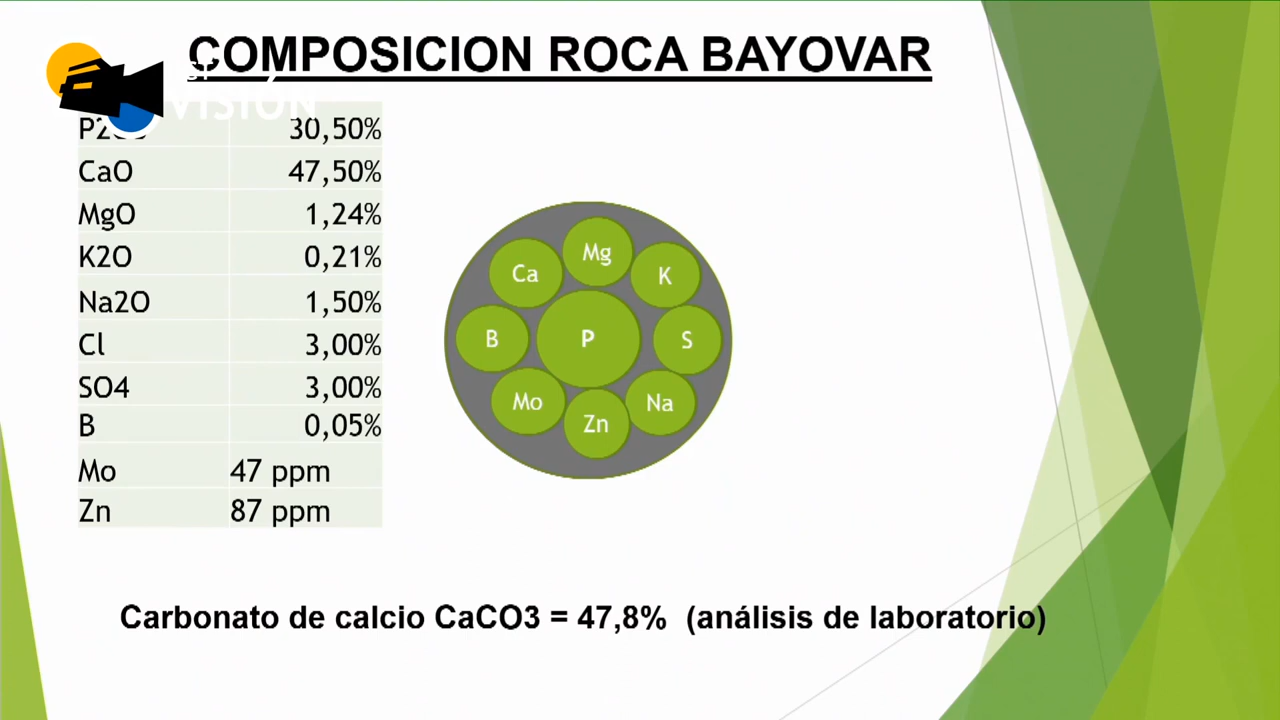 COMPOSICION ROCA BAYOVAR
VISIÓN
30,50%
CaO 47,50%
MgO 1,24%
K2O 0,21%
Na2O 1,50%
Cl 3,00%
SO4 3,00%
B 0,05%
Mo 47 ppm
Zn 87 ppm
Mg
Ca
K
B
P
S
Mo
Na
Zn
Carbonato de calcio CaCO3 = 47,8% (análisis de laboratorio)